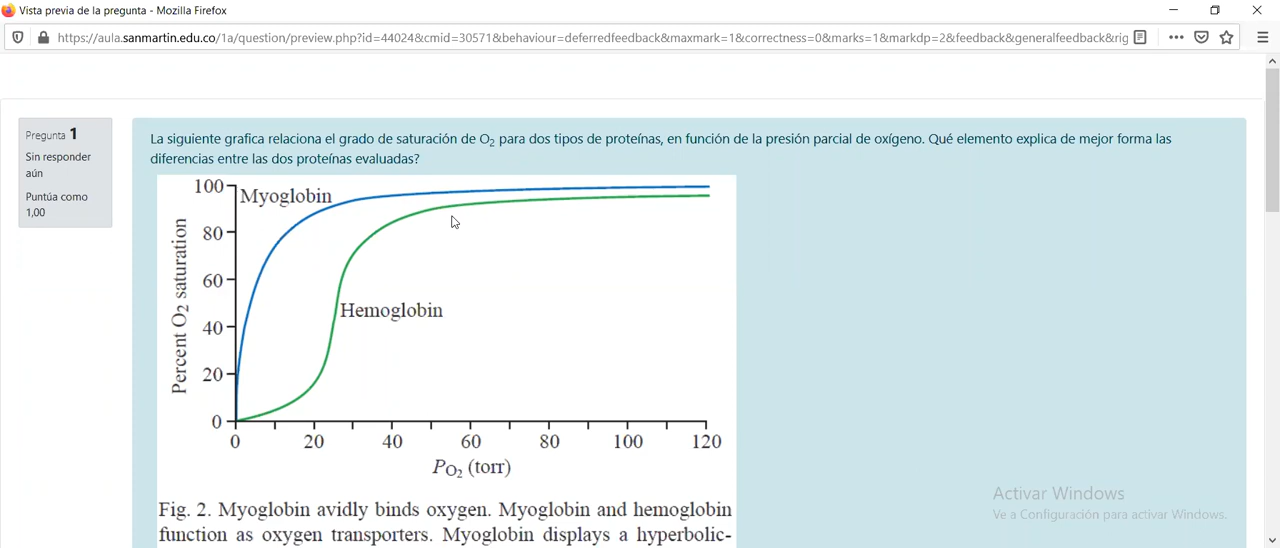 Vista previa de la pregunta - Mozilla Firefox
https://aula.sanmartin.edu.co/1a/question/preview.php?id=44024&cmid=30571&behaviour=deferredfeedback&maxmark=1&correctness=0&marks=1&markdp=2&feedback&generalfeedback&rig
Pregunta 1
Sin responder
aún
Puntúa como
1,00
La siguiente grafica relaciona el grado de saturación de O2 para dos tipos de proteínas, en función de la presión parcial de oxígeno. Qué elemento explica de mejor forma las
diferencias entre las dos proteínas evaluadas?
Percent O2 saturation
100
80
60
40
20
0
Myoglobin
Hemoglobin
0 20 40 60 80 100 120
PO2 (torr)
Fig. 2. Myoglobin avidly binds oxygen. Myoglobin and hemoglobin
function as oxygen transporters. Myoglobin displays a hyperbolic-
Activar Windows
Ve a Configuración para activar Windows.